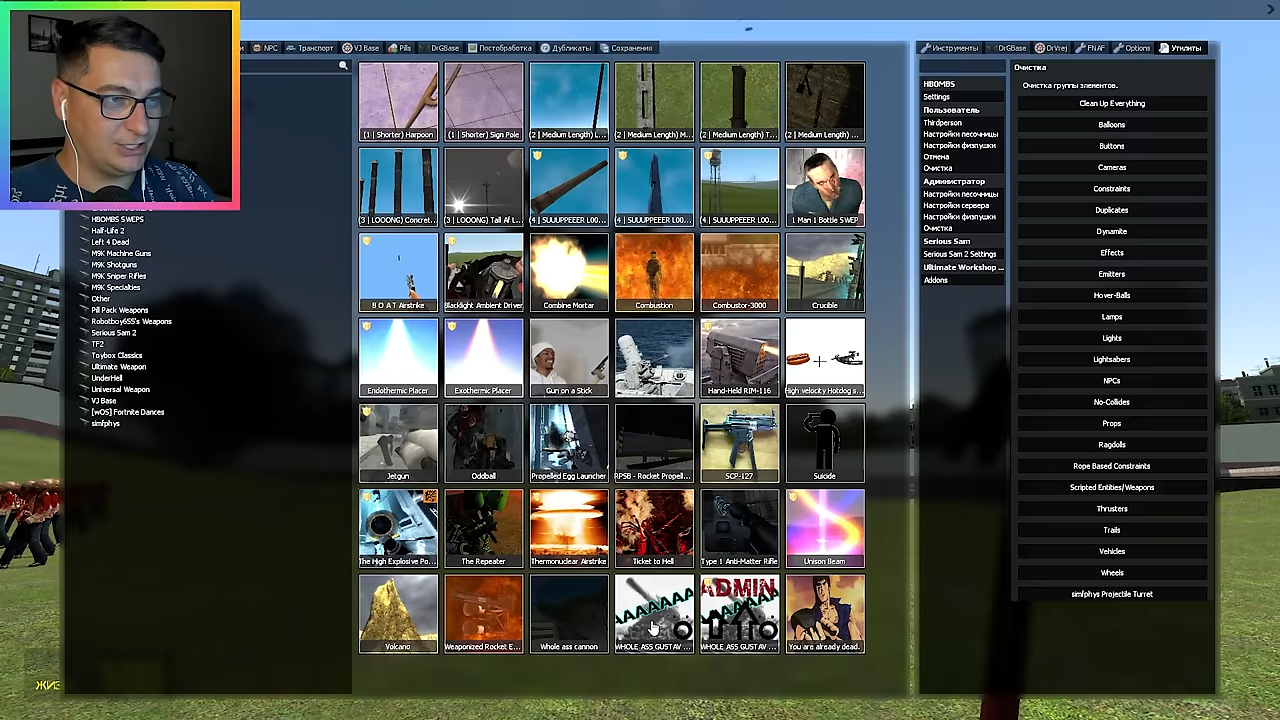 NPC
Транспорт
VJ Base
Pills
DrGBase
Постобработка
Дубликаты
Сохранения
HBOMBS SWEPS
Half-Life 2
Left 4 Dead
M9K Machine Guns
M9K Shotguns
M9K Sniper Rifles
M9K Specialties
Other
Pill Pack Weapons
Robotboy655's Weapons
Serious Sam 2
TF2
Toybox Classics
Ultimate Weapon
UnderHell
Universal Weapon
VJ Base
[wOS] Fortnite Dances
simfphys
ЖИЗ
(1 | Shorter) Harpoon
(1 | Shorter) Sign Pole
(2 | Medium Length) L...
(2 | Medium Length) M...
(2 | Medium Length) T...
(2 | Medium Length) ...
(3 | LOOONG) Concret...
(3 | LOOONG) Tall Af L...
(4 | SUUUPPEEER LOO...
(4 | SUUUPPEEER LOO...
(4 | SUUUPPEEER LOO...
1 Man 1 Bottle SWEP
B O A T Airstrike
Blacklight Ambient Driver
Combine Mortar
Combustion
Combustor-3000
Crucible
Endothermic Placer
Exothermic Placer
Gun on a Stick
Hand-Held RIM-116
High velocity Hotdog s...
Jetgun
Oddball
Propelled Egg Launcher
RPSB - Rocket Propell...
SCP-127
Suicide
The High Explosive Po...
The Repeater
Thermonuclear Airstrike
Ticket to Hell
Type 1 Anti-Matter Rifle
Unison Beam
AAAAAAA
ADMIN
Volcano
Weaponized Rocket E...
Whole ass cannon
WHOLE ASS GUSTAV ...
WHOLE ASS GUSTAV ...
You are already dead.
Инструменты
DrGBase
DrVrej
FNAF
Options
Утилиты
HBOMBS
Settings
Пользователь
Thirdperson
Настройки песочницы
Настройки физпушки
Отмена
Очистка
Администратор
Настройки песочницы
Настройки сервера
Настройки физпушки
Очистка
Serious Sam
Serious Sam 2 Settings
Ultimate Workshop ...
Addons
Очистка
Очистка группы элементов.
Clean Up Everything
Balloons
Buttons
Cameras
Constraints
Duplicates
Dynamite
Effects
Emitters
Hover-Balls
Lamps
Lights
Lightsabers
NPCs
No-Collides
Props
Ragdolls
Rope Based Constraints
Scripted Entities/Weapons
Thrusters
Trails
Vehicles
Wheels
simfphys Projectile Turret